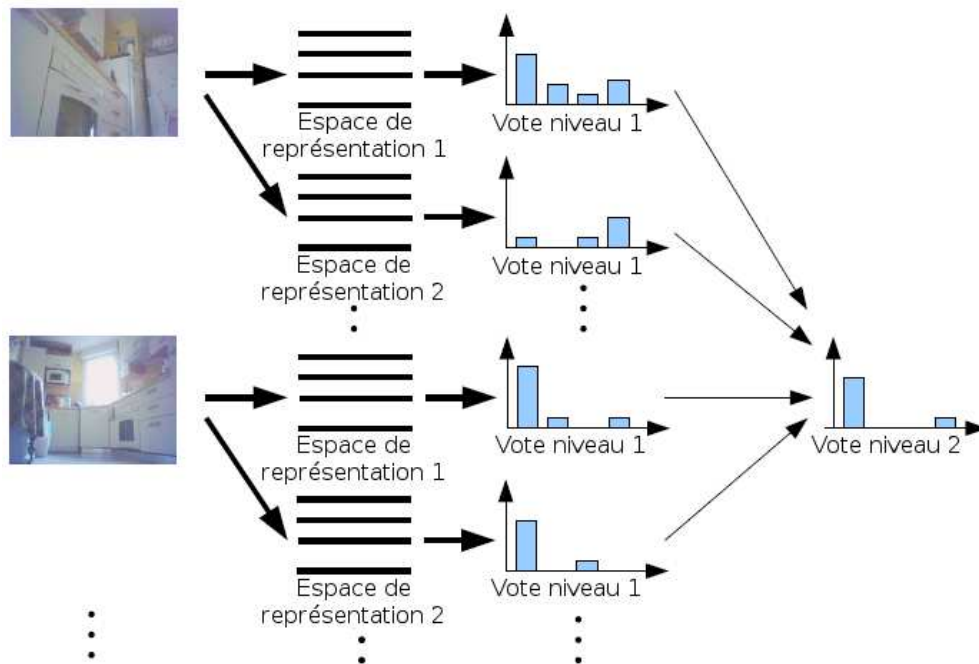 Espace de
représentation 1
Vote niveau 1
Espace de
représentation 2
Vote niveau 1
Espace de
représentation 1
Vote niveau 1
Vote niveau 2
Espace de
représentation 2
Vote niveau 1